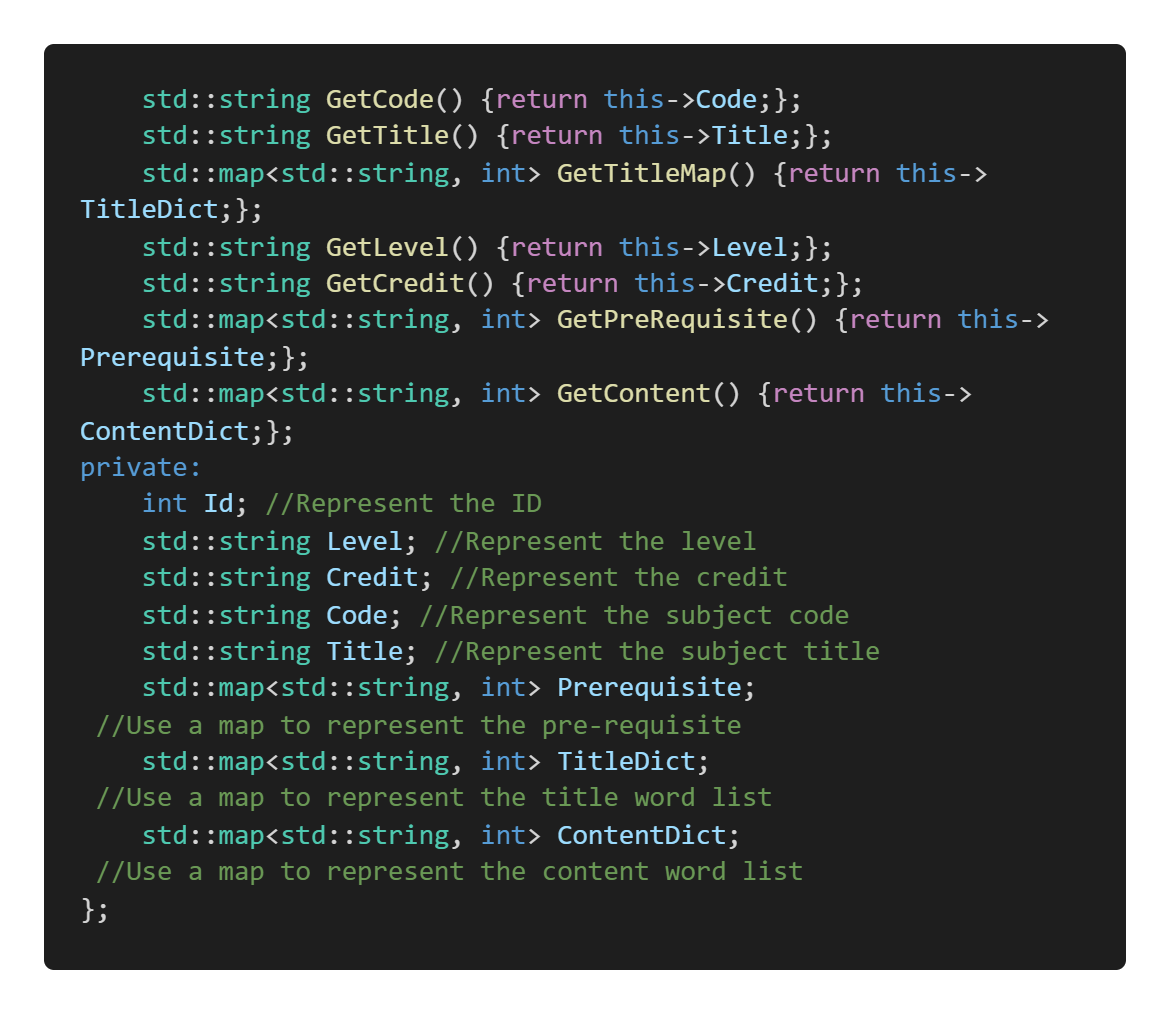 std::string GetCode() {return this->Code;};
std::string GetTitle() {return this->Title;};
std::map<std::string, int> GetTitleMap() {return this->
TitleDict;};
std::string GetLevel() {return this->Level;};
std::string GetCredit() {return this->Credit;};
std::map<std::string, int> GetPreRequisite() {return this->
Prerequisite;};
std::map<std::string, int> GetContent() {return this->
ContentDict;};
private:
int Id; //Represent the ID
std::string Level; //Represent the level
std::string Credit; //Represent the credit
std::string Code; //Represent the subject code
std::string Title; //Represent the subject title
std::map<std::string, int> Prerequisite;
//Use a map to represent the pre-requisite
std::map<std::string, int> TitleDict;
//Use a map to represent the title word list
std::map<std::string, int> ContentDict;
//Use a map to represent the content word list
};